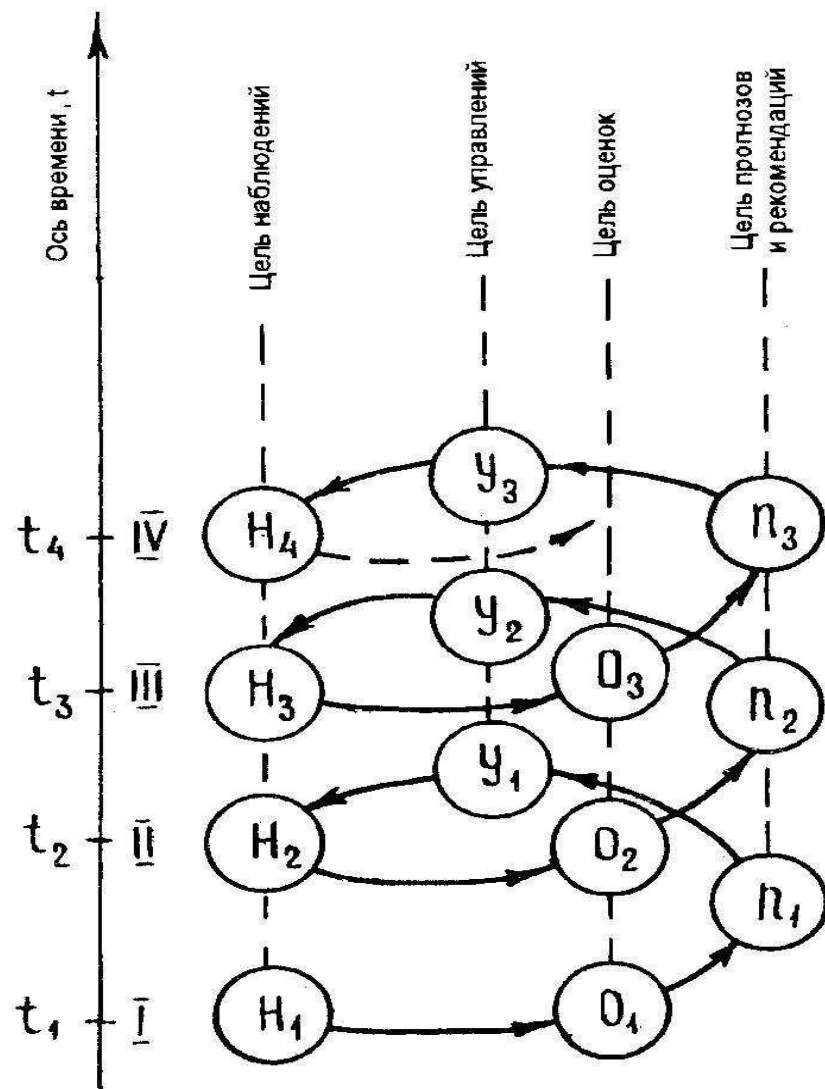 Ось времени, t
Цель наблюдений
Цель управлений
Цель оценок
Цель прогнозов
и рекомендаций
У₃
t₄ IV Н₄ П₃
У₂
t₃ III Н₃ О₃ П₂
У₁
t₂ II Н₂ О₂
П₁
t₁ I Н₁ О₁